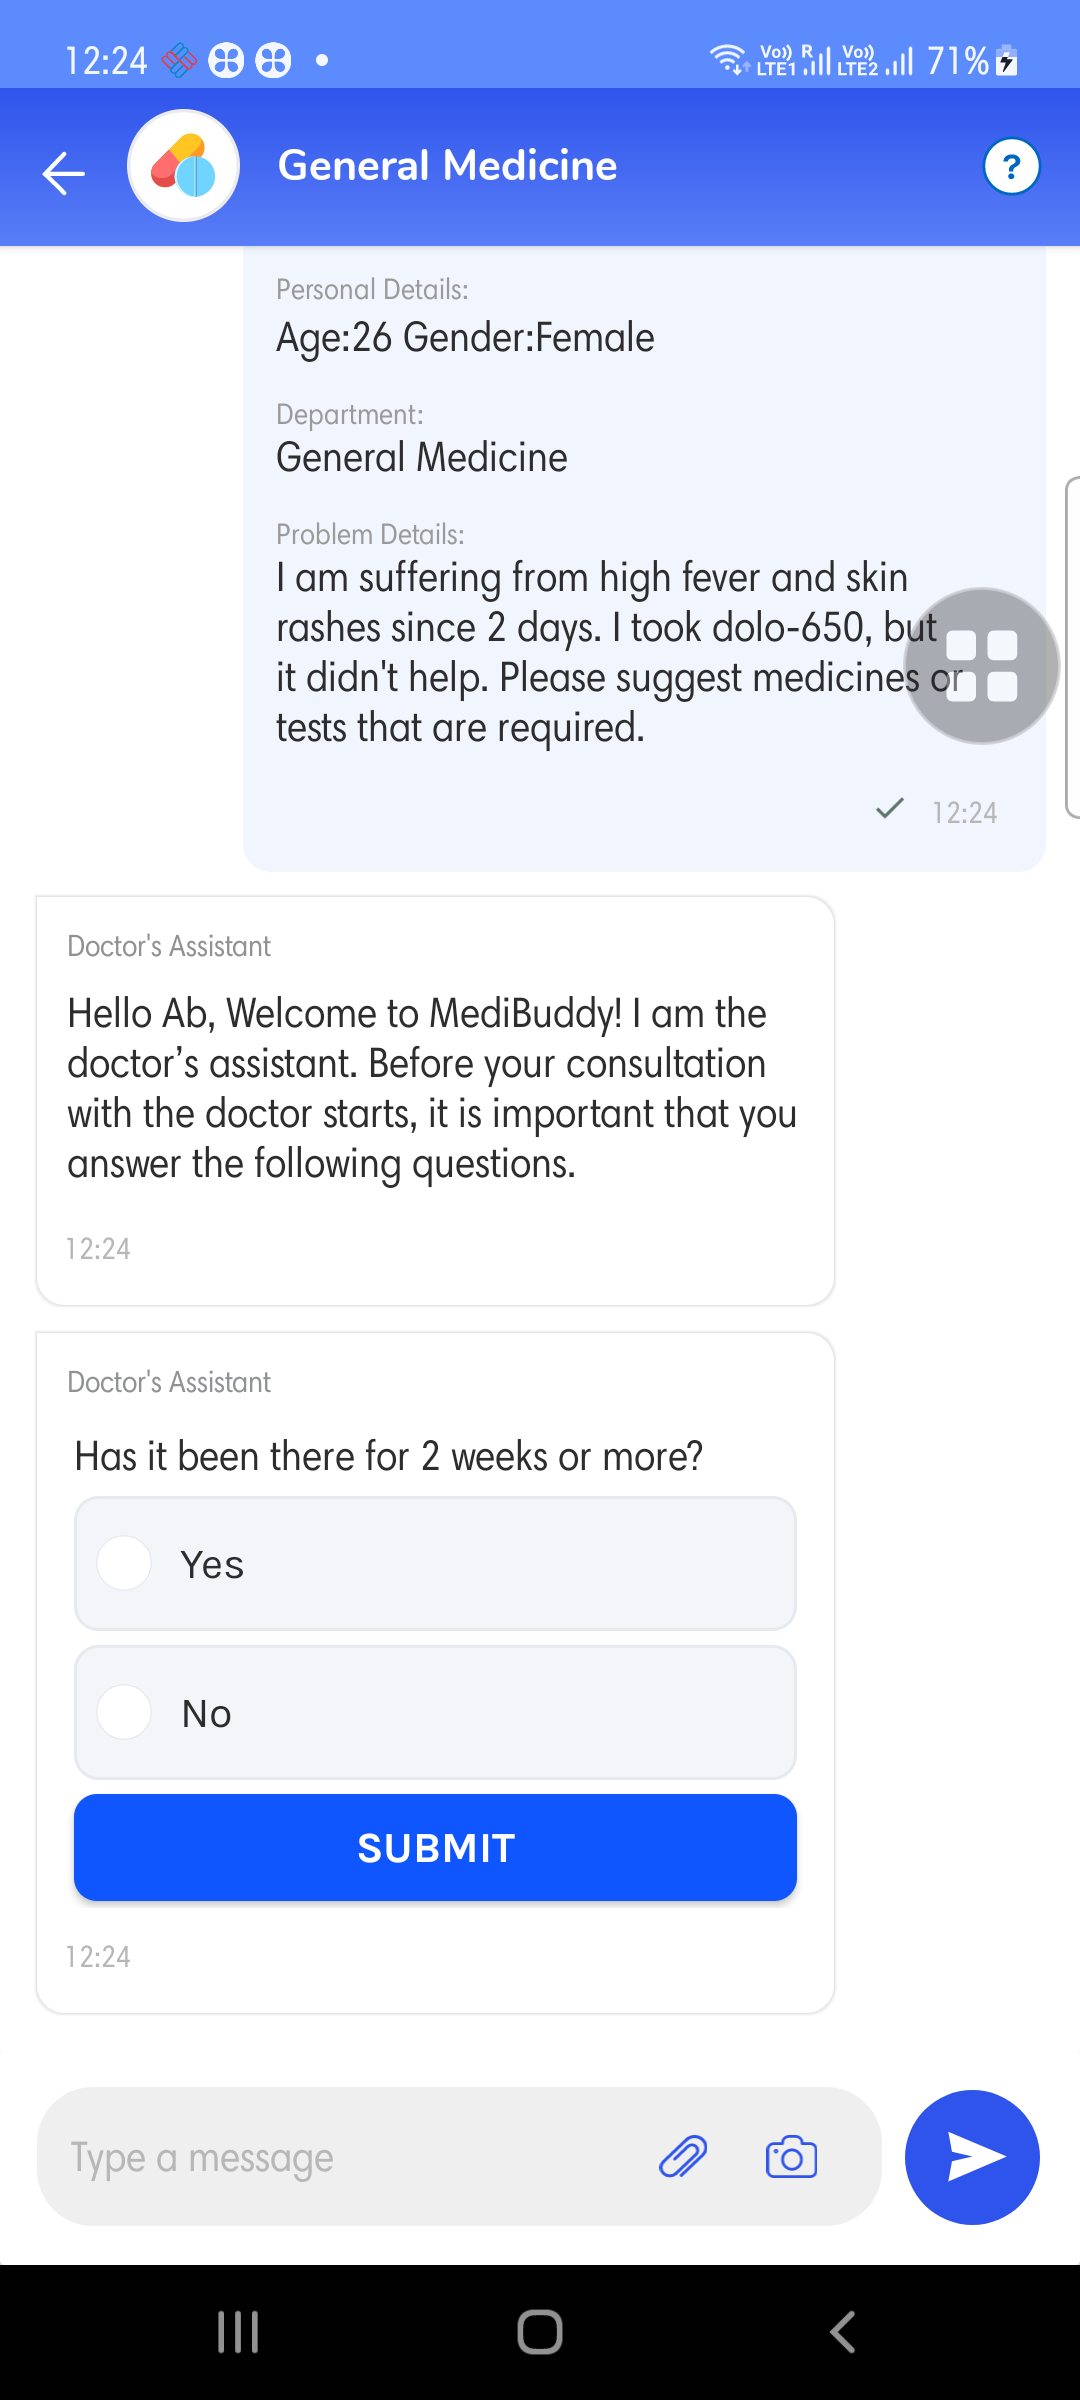 12:24 Vo)) LTE1 R Vo)) LTE2 71%
General Medicine ?
Personal Details:
Age:26 Gender:Female
Department:
General Medicine
Problem Details:
I am suffering from high fever and skin
rashes since 2 days. I took dolo-650, but
it didn't help. Please suggest medicines or
tests that are required.
12:24
Doctor's Assistant
Hello Ab, Welcome to MediBuddy! I am the
doctor’s assistant. Before your consultation
with the doctor starts, it is important that you
answer the following questions.
12:24
Doctor's Assistant
Has it been there for 2 weeks or more?
Yes
No
SUBMIT
12:24
Type a message